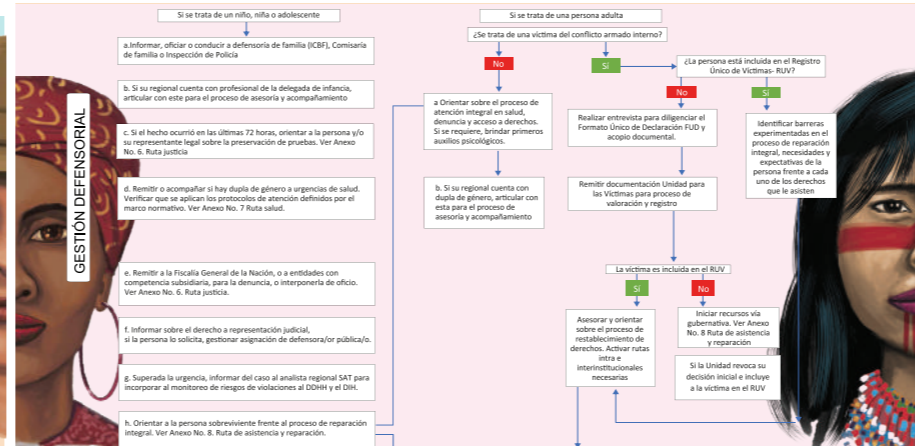 GESTIÓN DEFENSORIAL
Si se trata de un niño, niña o adolescente
a.Informar, oficiar o conducir a defensoría de familia (ICBF), Comisaría
de familia o Inspección de Policía
b. Si su regional cuente con profesional de la delegada de infancia,
articular con este para el proceso de asesoría y acompañamiento
c. Si el hecho ocurrió en las últimas 72 horas, orientar a la persona y/o
su representante legal sobre la preservación de pruebas. Ver Anexo
No. 6. Ruta justicia
d. Remitir o acompañar si hay dupla de género a urgencias de salud.
Verificar que se aplican los protocolos de atención definidos por el
marco normativo. Ver Anexo No. 7 Ruta salud.
e. Remitir a la Fiscalía General de la Nación, o a entidades con
competencia subsidiaria, para la denuncia, o interponerla de oficio.
Ver Anexo No. 6. Ruta justicia.
f. Informar sobre el derecho a representación judicial,
si la persona lo solicita, gestionar asignación de defensora/or pública/o.
g. Superada la urgencia, informar del caso al analista regional SAT para
incorporar al monitoreo de riesgos de violaciones al DDHH y el DIH.
h. Orientar a la persona sobreviviente frente al proceso de reparación
integral. Ver Anexo No. 8. Ruta de asistencia y reparación.
Si se trata de una persona adulta
¿Se trata de una víctima del conflicto armado interno?
No
Sí
a Orientar sobre el proceso de
atención integral en salud,
denuncia y acceso a derechos.
Si se requiere, brindar primeros
auxilios psicológicos.
b. Si su regional cuenta con
dupla de género, articular con
esta para el proceso de
asesoría y acompañamiento
¿La persona está incluida en el Registro
Único de Víctimas- RUV?
No
Sí
Realizar entrevista para diligenciar el
Formato Único de Declaración FUD y
acopio documental.
Remitir documentación Unidad para
las Víctimas para proceso de
valoración y registro
Identificar barreras
experimentadas en el
proceso de reparación
integral, necesidades y
expectativas de la
persona frente a cada
uno de los derechos
que le asisten
La víctima es incluida en el RUV
Sí
No
Asesorar y orientar
sobre el proceso de
restablecimiento de
derechos. Activar rutas
intra e
interinstitucionales
necesarias
Iniciar recursos vía
gubernativa. Ver Anexo
No. 8 Ruta de asistencia
y reparación
Si la Unidad revoca su
decisión inicial e incluye
a la víctima en el RUV